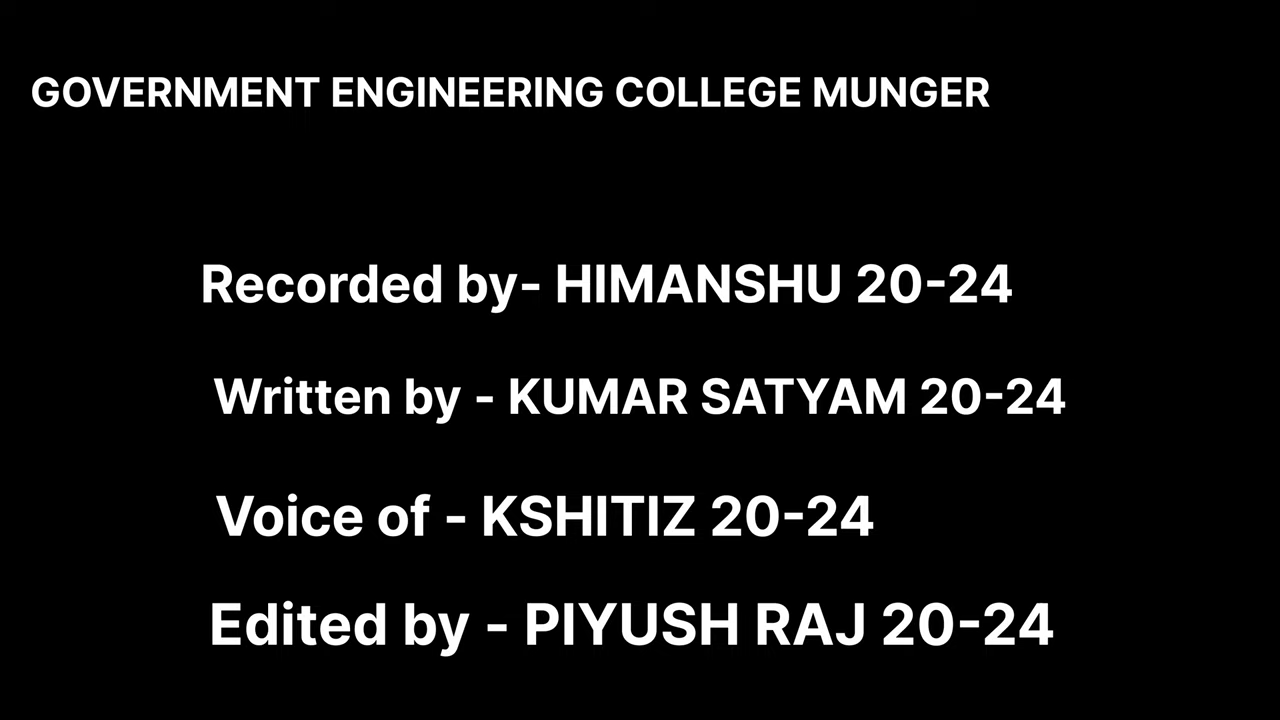 GOVERNMENT ENGINEERING COLLEGE MUNGER
Recorded by- HIMANSHU 20-24
Written by - KUMAR SATYAM 20-24
Voice of - KSHITIZ 20-24
Edited by - PIYUSH RAJ 20-24